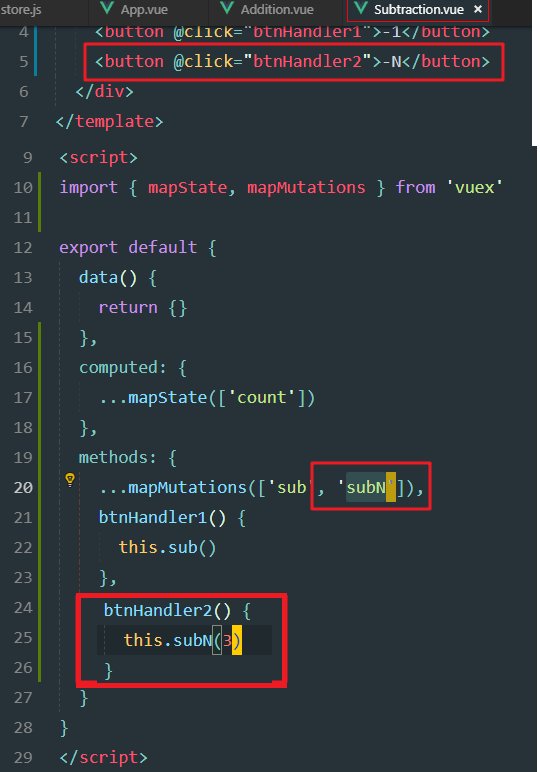 store.js App.vue Addition.vue Subtraction.vue ×
4 <button @click="btnHandler1">-1</button>
5 <button @click="btnHandler2">-N</button>
6 </div>
7 </template>
9 <script>
10 import { mapState, mapMutations } from 'vuex'
11
12 export default {
13 data() {
14 return {}
15 },
16 computed: {
17 ...mapState(['count'])
18 },
19 methods: {
20 ...mapMutations(['sub', 'subN']),
21 btnHandler1() {
22 this.sub()
23 },
24 btnHandler2() {
25 this.subN(3)
26 }
27 }
28 }
29 </script>